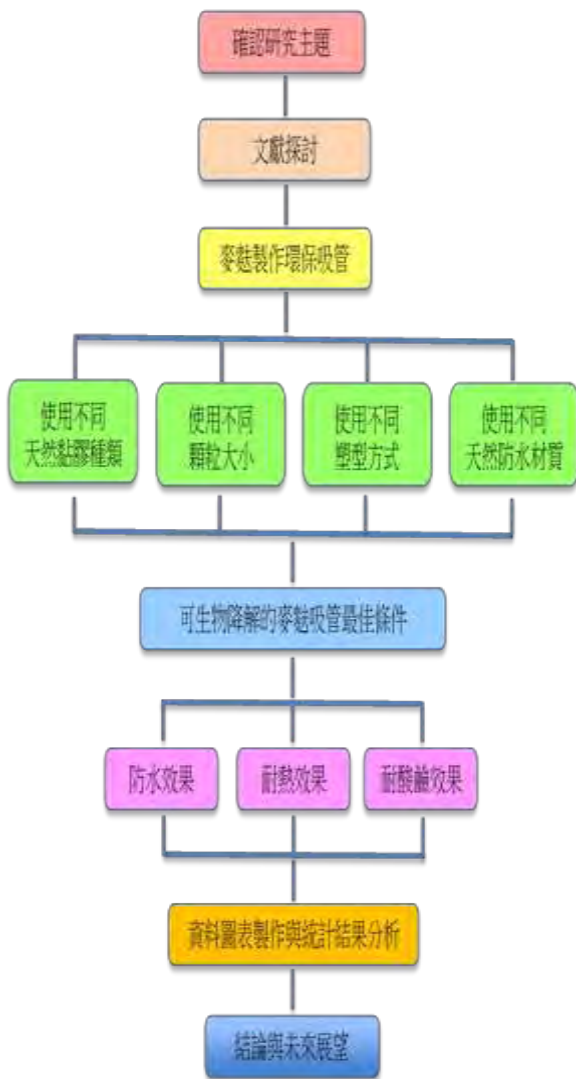 確認研究主題
文獻探討
麥麩製作環保吸管
使用不同
天然黏膠種類
使用不同
顆粒大小
使用不同
塑型方式
使用不同
天然防水材質
可生物降解的麥麩吸管最佳條件
防水效果
耐熱效果
耐酸鹼效果
資料圖表製作與統計結果分析
結論與未來展望